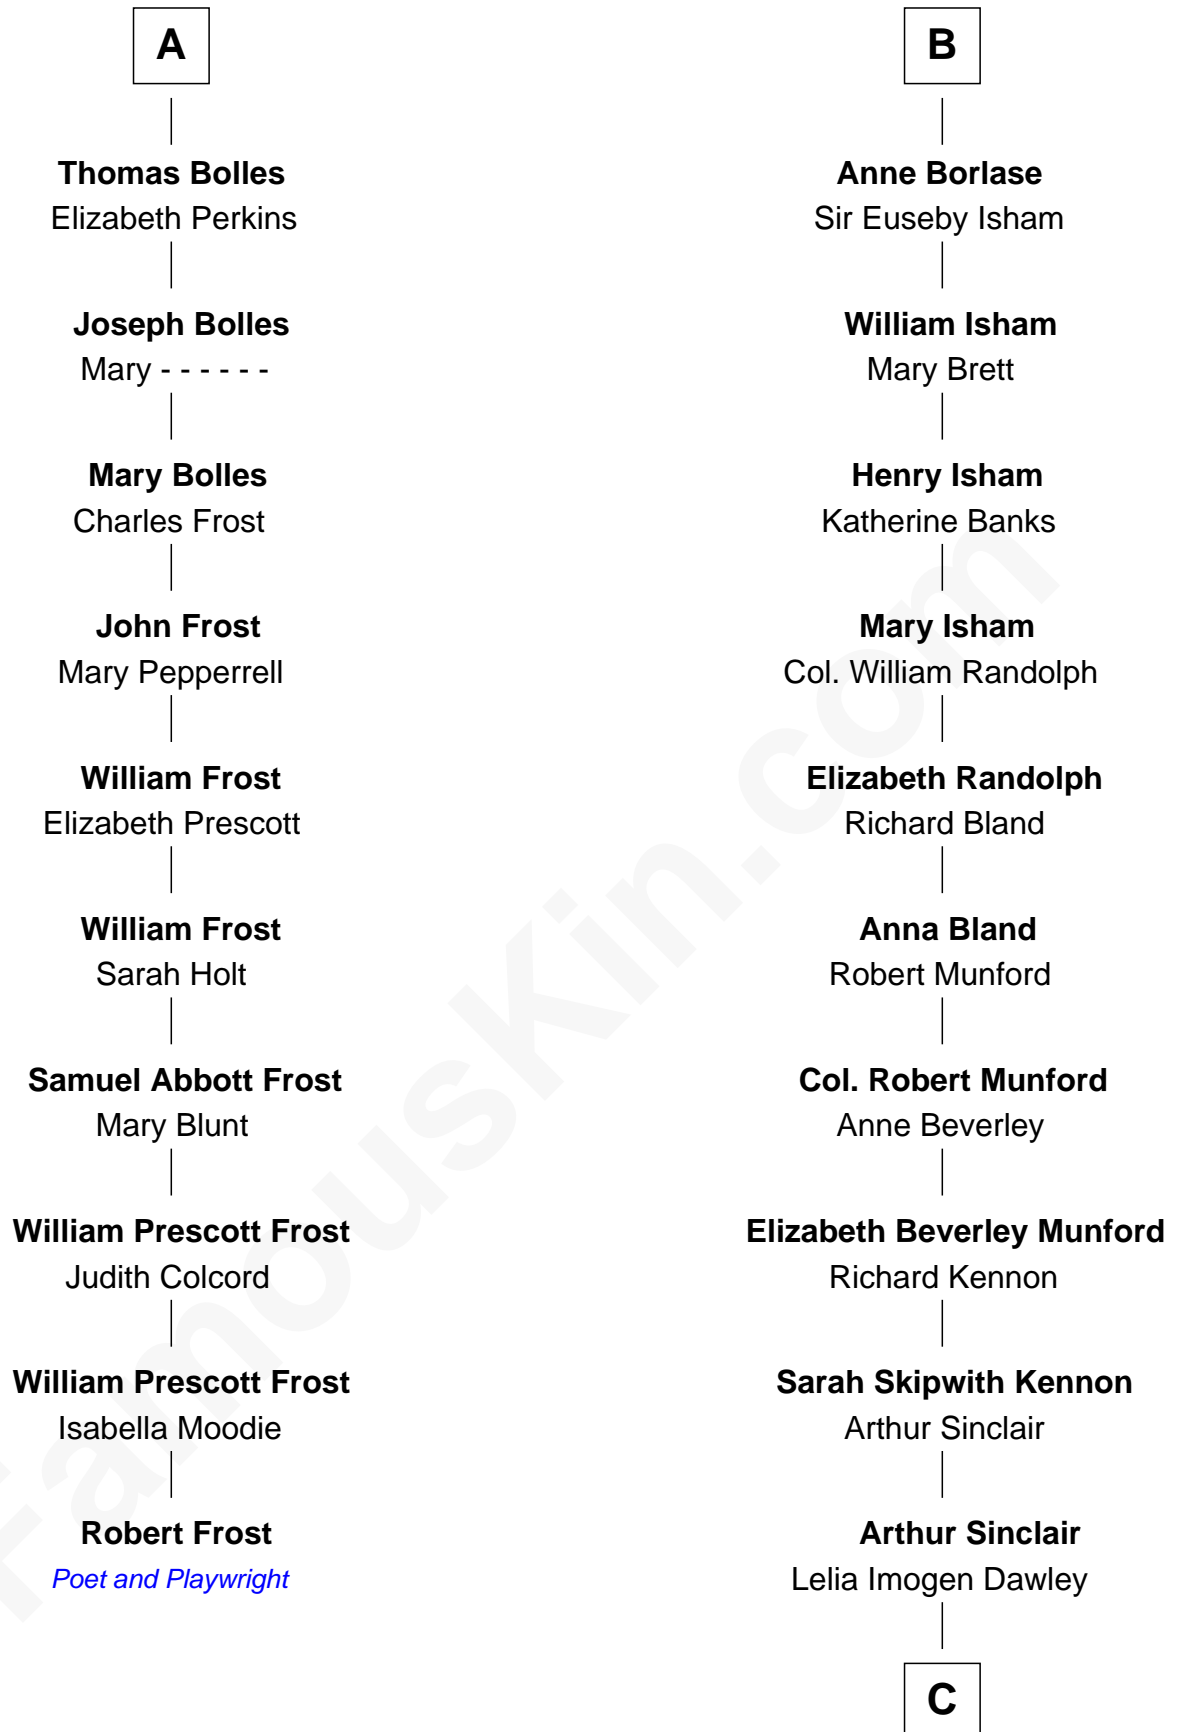 A
Thomas Bolles
Elizabeth Perkins
Joseph Bolles
Mary - - - - - -
Mary Bolles
Charles Frost
John Frost
Mary Pepperrell
William Frost
Elizabeth Prescott
William Frost
Sarah Holt
Samuel Abbott Frost
Mary Blunt
William Prescott Frost
Judith Colcord
William Prescott Frost
Isabella Moodie
Robert Frost
Poet and Playwright
B
Anne Borlase
Sir Euseby Isham
William Isham
Mary Brett
Henry Isham
Katherine Banks
Mary Isham
Col. William Randolph
Elizabeth Randolph
Richard Bland
Anna Bland
Robert Munford
Col. Robert Munford
Anne Beverley
Elizabeth Beverley Munford
Richard Kennon
Sarah Skipwith Kennon
Arthur Sinclair
Arthur Sinclair
Lelia Imogen Dawley
C
FamousKin.com